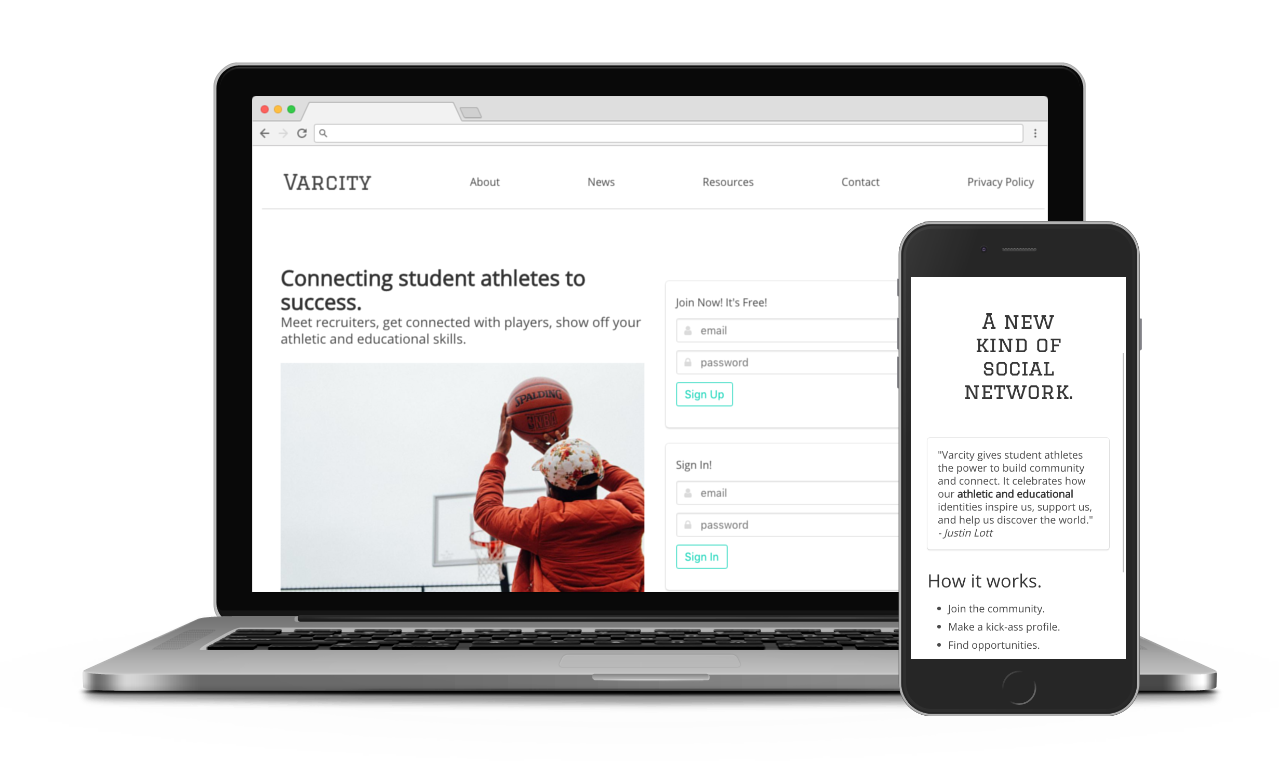 Varcity
About
News
Resources
Contact
Privacy Policy
Connecting student athletes to
success.
Meet recruiters, get connected with players, show off your
athletic and educational skills.
SPALDING
Join Now! It's Free!
email
password
Sign Up
Sign In!
email
password
Sign In
A new
kind of
social
network.
"Varcity gives student athletes
the power to build community
and connect. It celebrates how
our athletic and educational
identities inspire us, support us,
and help us discover the world."
- Justin Lott
How it works.
• Join the community.
• Make a kick-ass profile.
• Find opportunities.